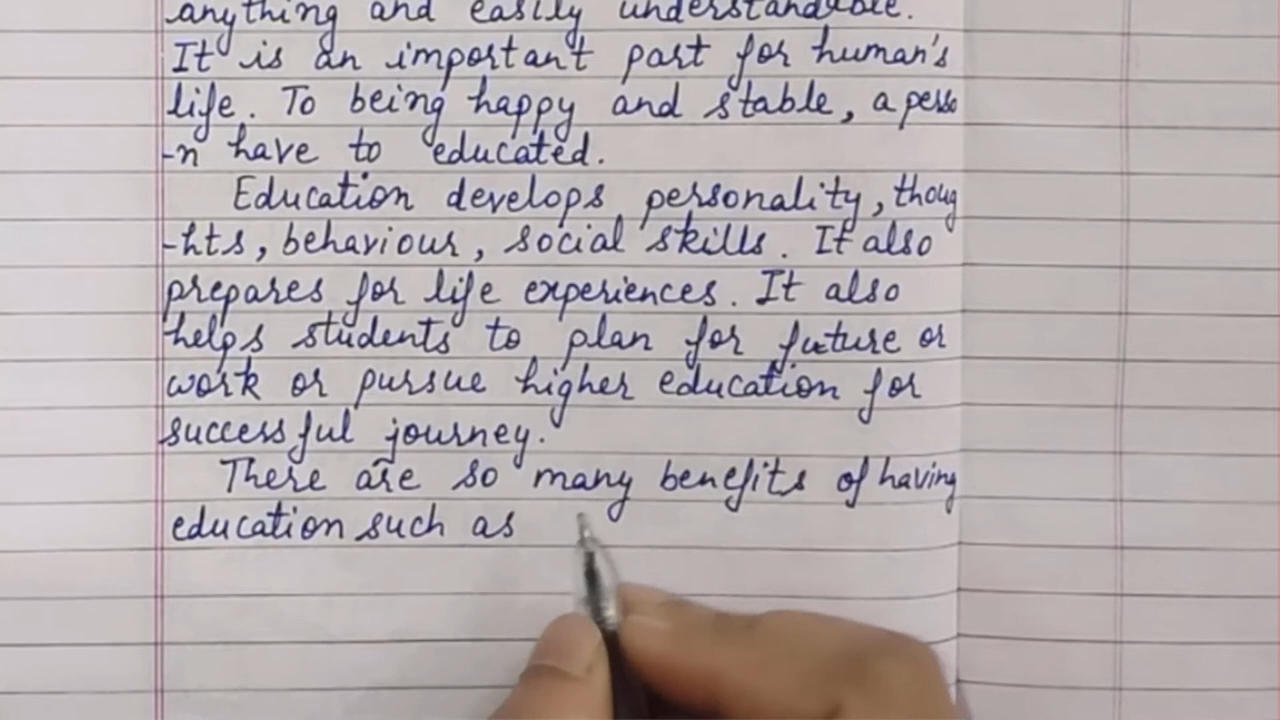 anything and easily understandable.
It is an important part for human's
life. To being happy and stable, a perso
-n have to educated.
Education develops personality, thoug
-hts, behaviour, social skills. It also
prepares for life experiences. It also
helps students to plan for future or
work or pursue higher education for
successful journey.
There are so many benefits of having
education such as